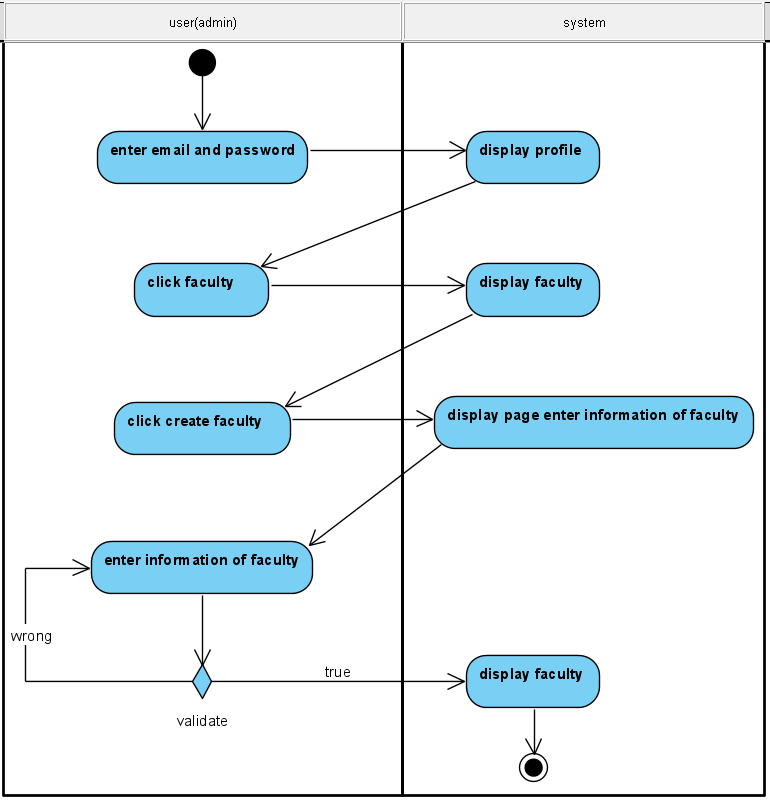 user(admin)
system
enter email and password
display profile
click faculty
display faculty
click create faculty
display page enter information of faculty
enter information of faculty
wrong
true
display faculty
validate